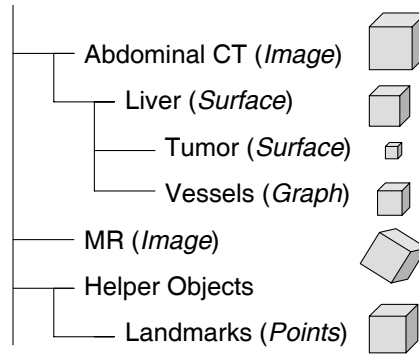 Abdominal CT (Image)
Liver (Surface)
Tumor (Surface)
Vessels (Graph)
MR (Image)
Helper Objects
Landmarks (Points)